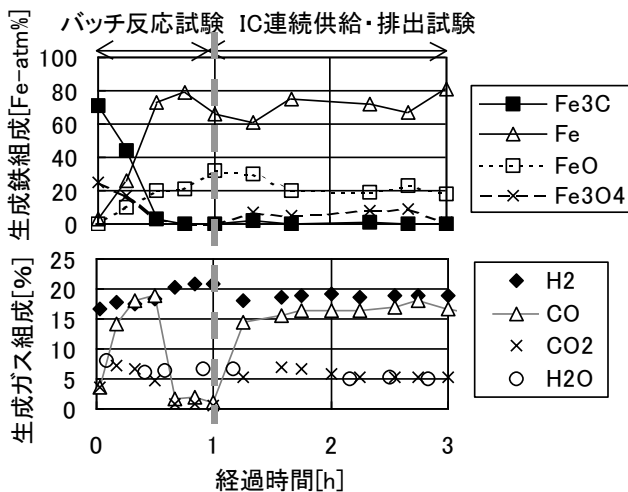 バッチ反応試験 IC連続供給・排出試験
生成鉄組成[Fe-atm%]
100
80
60
40
20
0
Fe3C
Fe
FeO
Fe3O4
生成ガス組成[%]
25
20
15
10
5
0
H2
CO
CO2
H2O
0 1 2 3
経過時間[h]